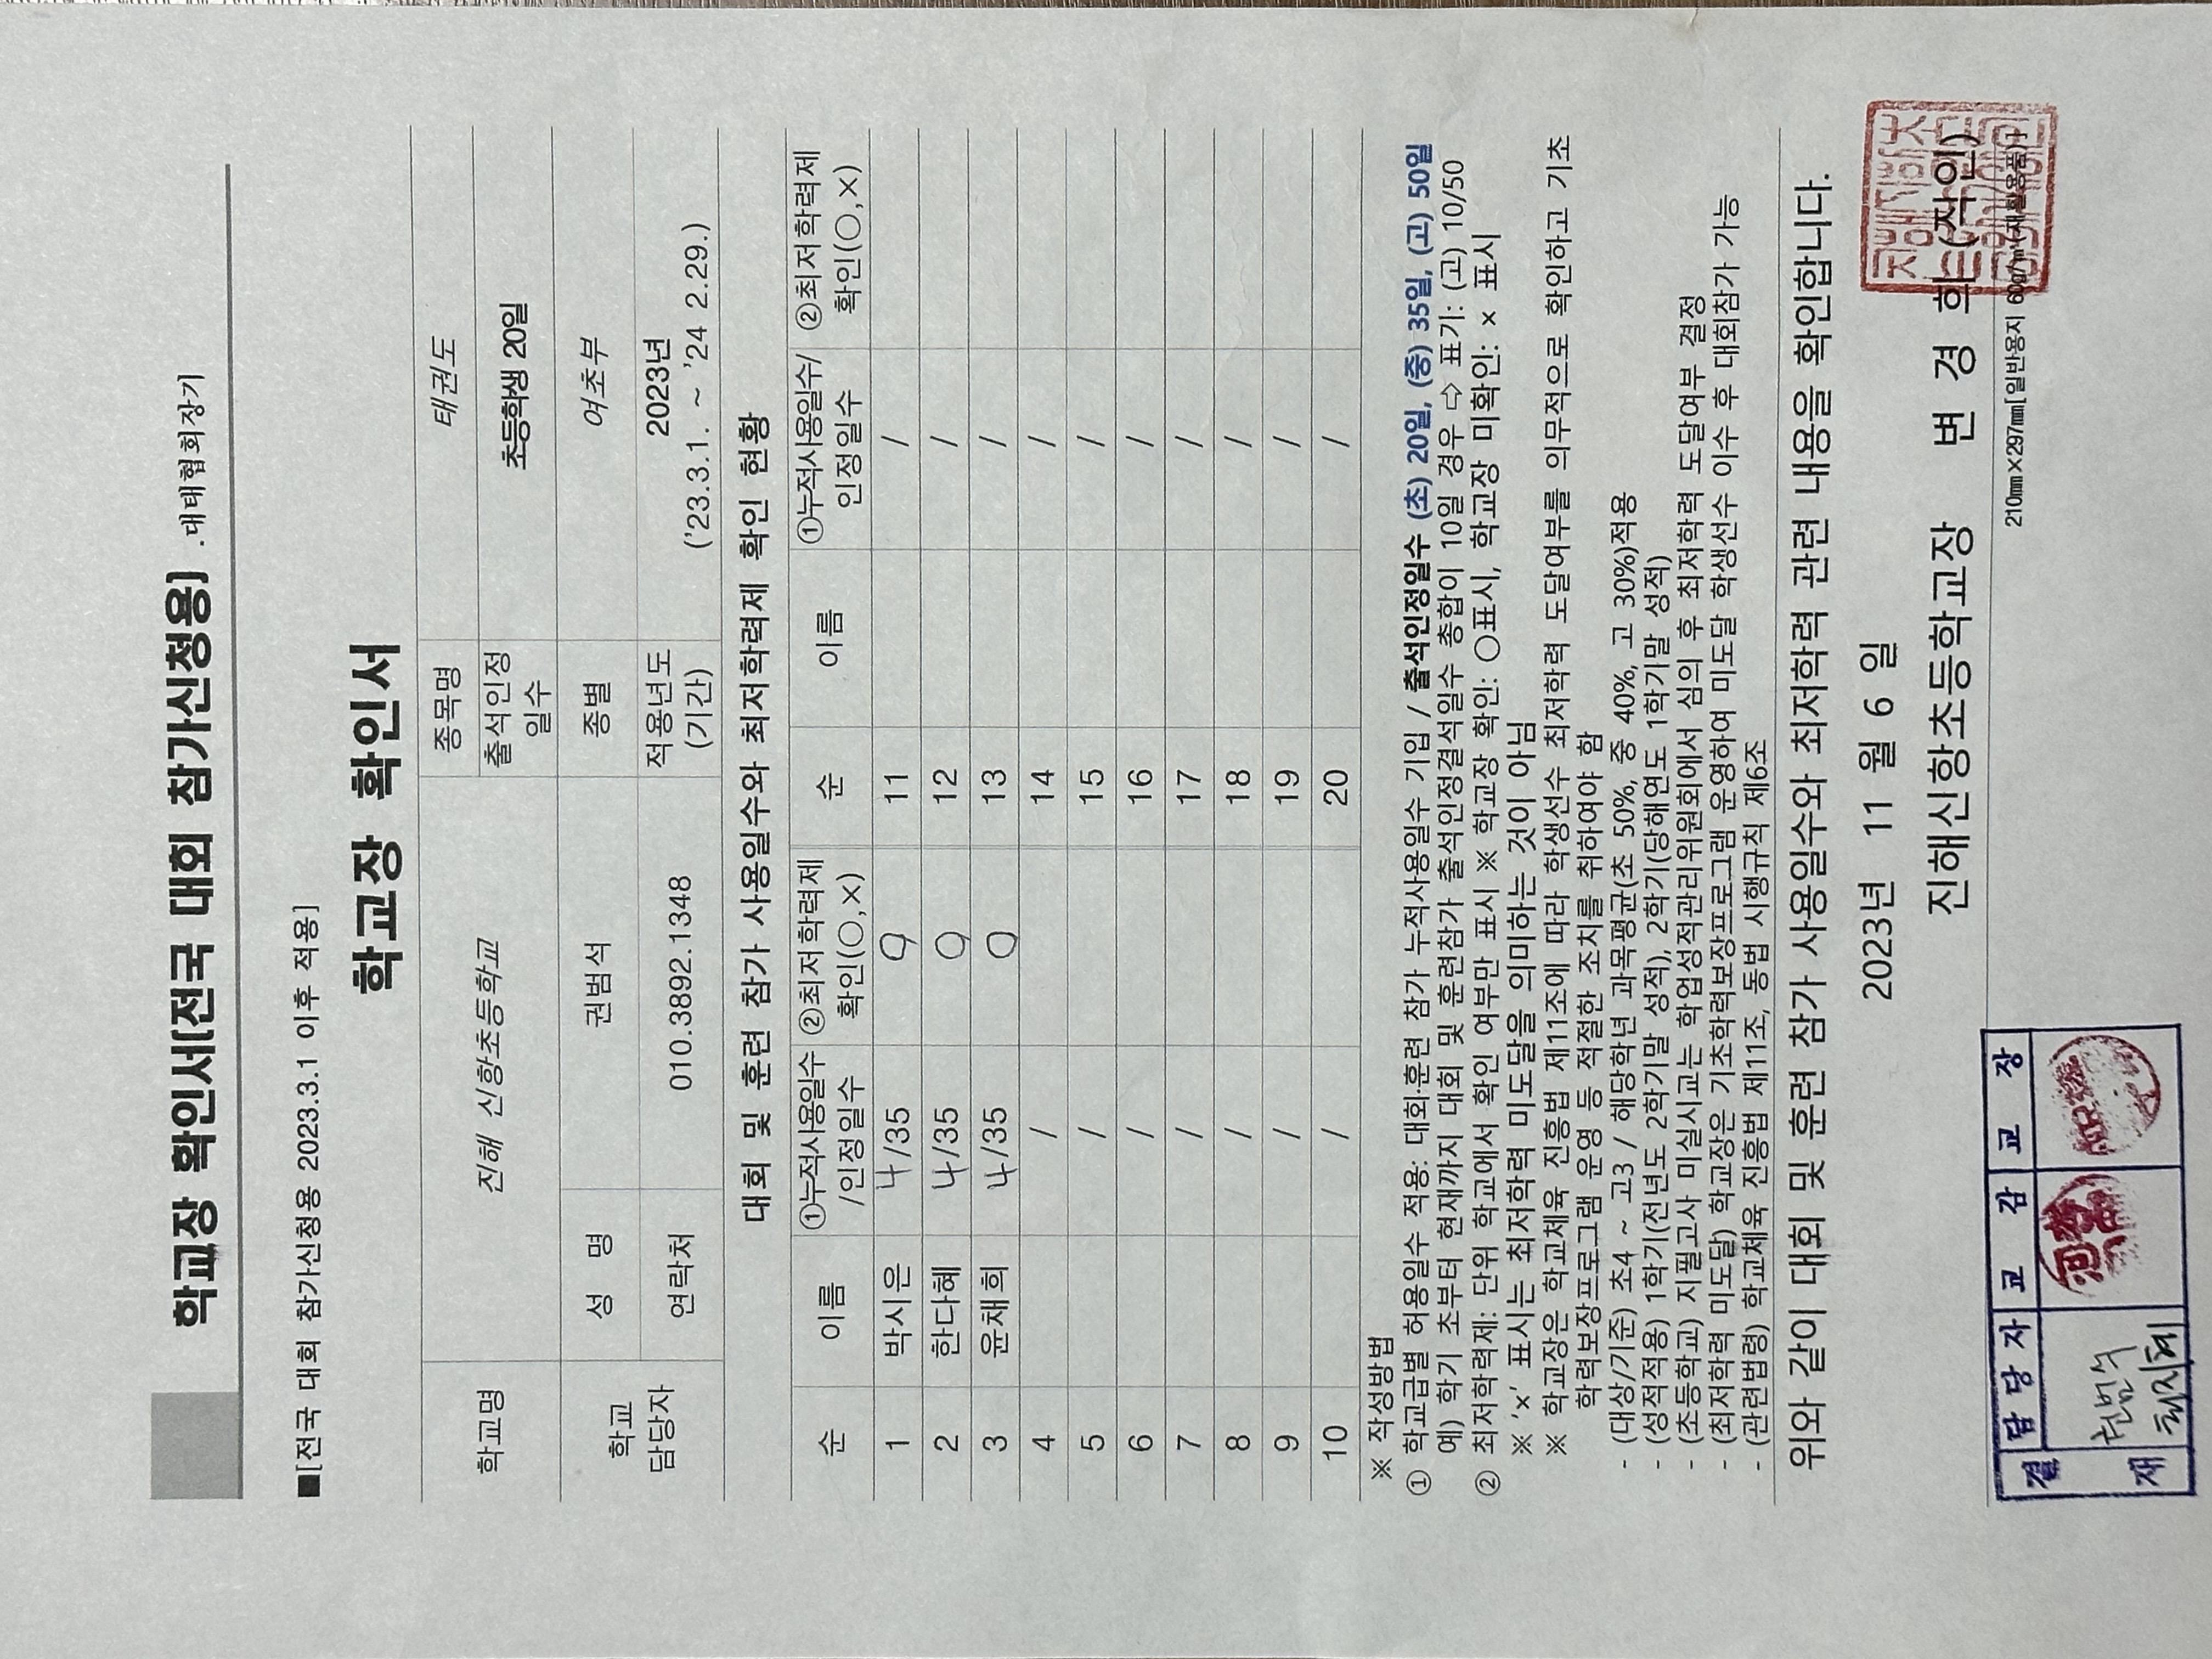 학교장 확인서[전국 대회 참가신청용] .대태협회장기
■[전국 대회 참가신청용 2023.3.1 이후 적용]
학교장 확인서
학교명 진해 신항초등학교 종목명 태권도
출석인정일수 초등학생 20일
학교 담당자 성 명 권범석 종별 여초부
연락처 010.3892.1348 적용년도(기간) 2023년
('23.3.1. ~ '24 2.29.)
대회 및 훈련 참가 사용일수와 최저학력제 확인 현황
순 이름 ①누적사용일수/인정일수 ②최저학력제 확인(○,×) 순 이름 ①누적사용일수/인정일수 ②최저학력제 확인(○,×)
1 박시은 4/35 ○ 11 /
2 한다혜 4/35 ○ 12 /
3 윤채희 4/35 ○ 13 /
4 / 14 /
5 / 15 /
6 / 16 /
7 / 17 /
8 / 18 /
9 / 19 /
10 / 20 /
※ 작성방법
① 학교급별 허용일수 적용: 대회·훈련 참가 누적사용일수 기입 / 출석인정일수 (초) 20일, (중) 35일, (고) 50일
예) 학기 초부터 현재까지 대회 및 훈련참가 출석인정결석일수 총합이 10일 경우 ⇨ 표기: (고) 10/50
② 최저학력제: 단위 학교에서 확인 여부만 표시 ※ 학교장 확인: ○표시, 학교장 미확인: × 표시
※ '×' 표시는 최저학력 미도달을 의미하는 것이 아님
※ 학교장은 학교체육 진흥법 제11조에 따라 학생선수 최저학력 도달여부를 의무적으로 확인하고 기초
학력보장프로그램 운영 등 적절한 조치를 취하여야 함
- (대상/기준) 초4 ~ 고3 / 해당학년 과목평균(초 50%, 중 40%, 고 30%)적용
- (성적적용) 1학기(전년도 2학기말 성적), 2학기(당해연도 1학기말 성적)
- (초등학교) 지필고사 미실시교는 학업성적관리위원회에서 심의 후 최저학력 도달여부 결정
- (최저학력 미도달) 학교장은 기초학력보장프로그램 운영하여 미도달 학생선수 이수 후 대회참가 가능
- (관련법령) 학교체육 진흥법 제11조, 동법 시행규칙 제6조
위와 같이 대회 및 훈련 참가 사용일수와 최저학력 관련 내용을 확인합니다.
2023년 11 월 6 일
진해신항초등학교장 변 경 학 (직인)
210㎜×297㎜[일반용지 60g/㎡(재활용품)]
결재 담당자 교 감 교 장